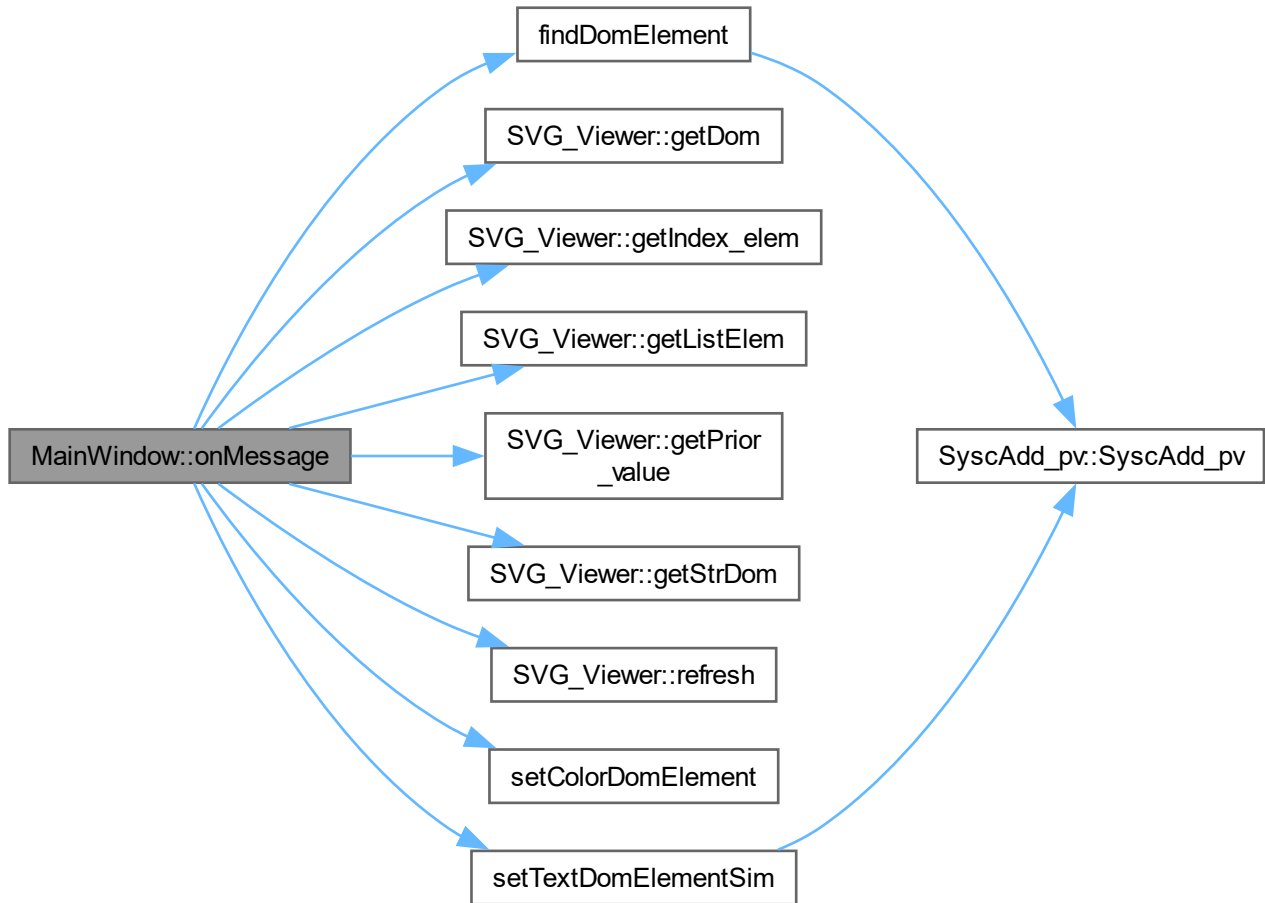 findDomElement
SVG_Viewer::getDom
SVG_Viewer::getIndex_elem
SVG_Viewer::getListElem
MainWindow::onMessage
SVG_Viewer::getPrior
_value
SyscAdd_pv::SyscAdd_pv
SVG_Viewer::getStrDom
SVG_Viewer::refresh
setColorDomElement
setTextDomElementSim